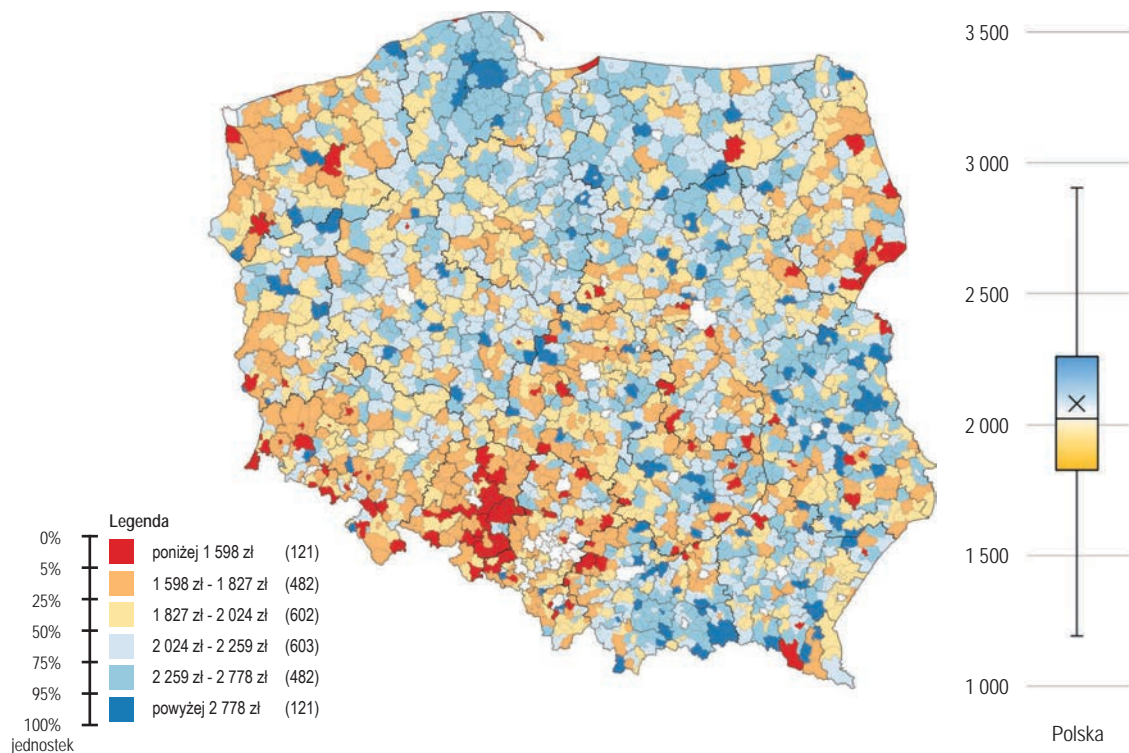 Legenda
0%
5%
25%
50%
75%
95%
100%
jednostek
poniżej 1 598 zł (121)
1 598 zł - 1 827 zł (482)
1 827 zł - 2 024 zł (602)
2 024 zł - 2 259 zł (603)
2 259 zł - 2 778 zł (482)
powyżej 2 778 zł (121)
3 500
3 000
2 500
2 000
1 500
1 000
Polska